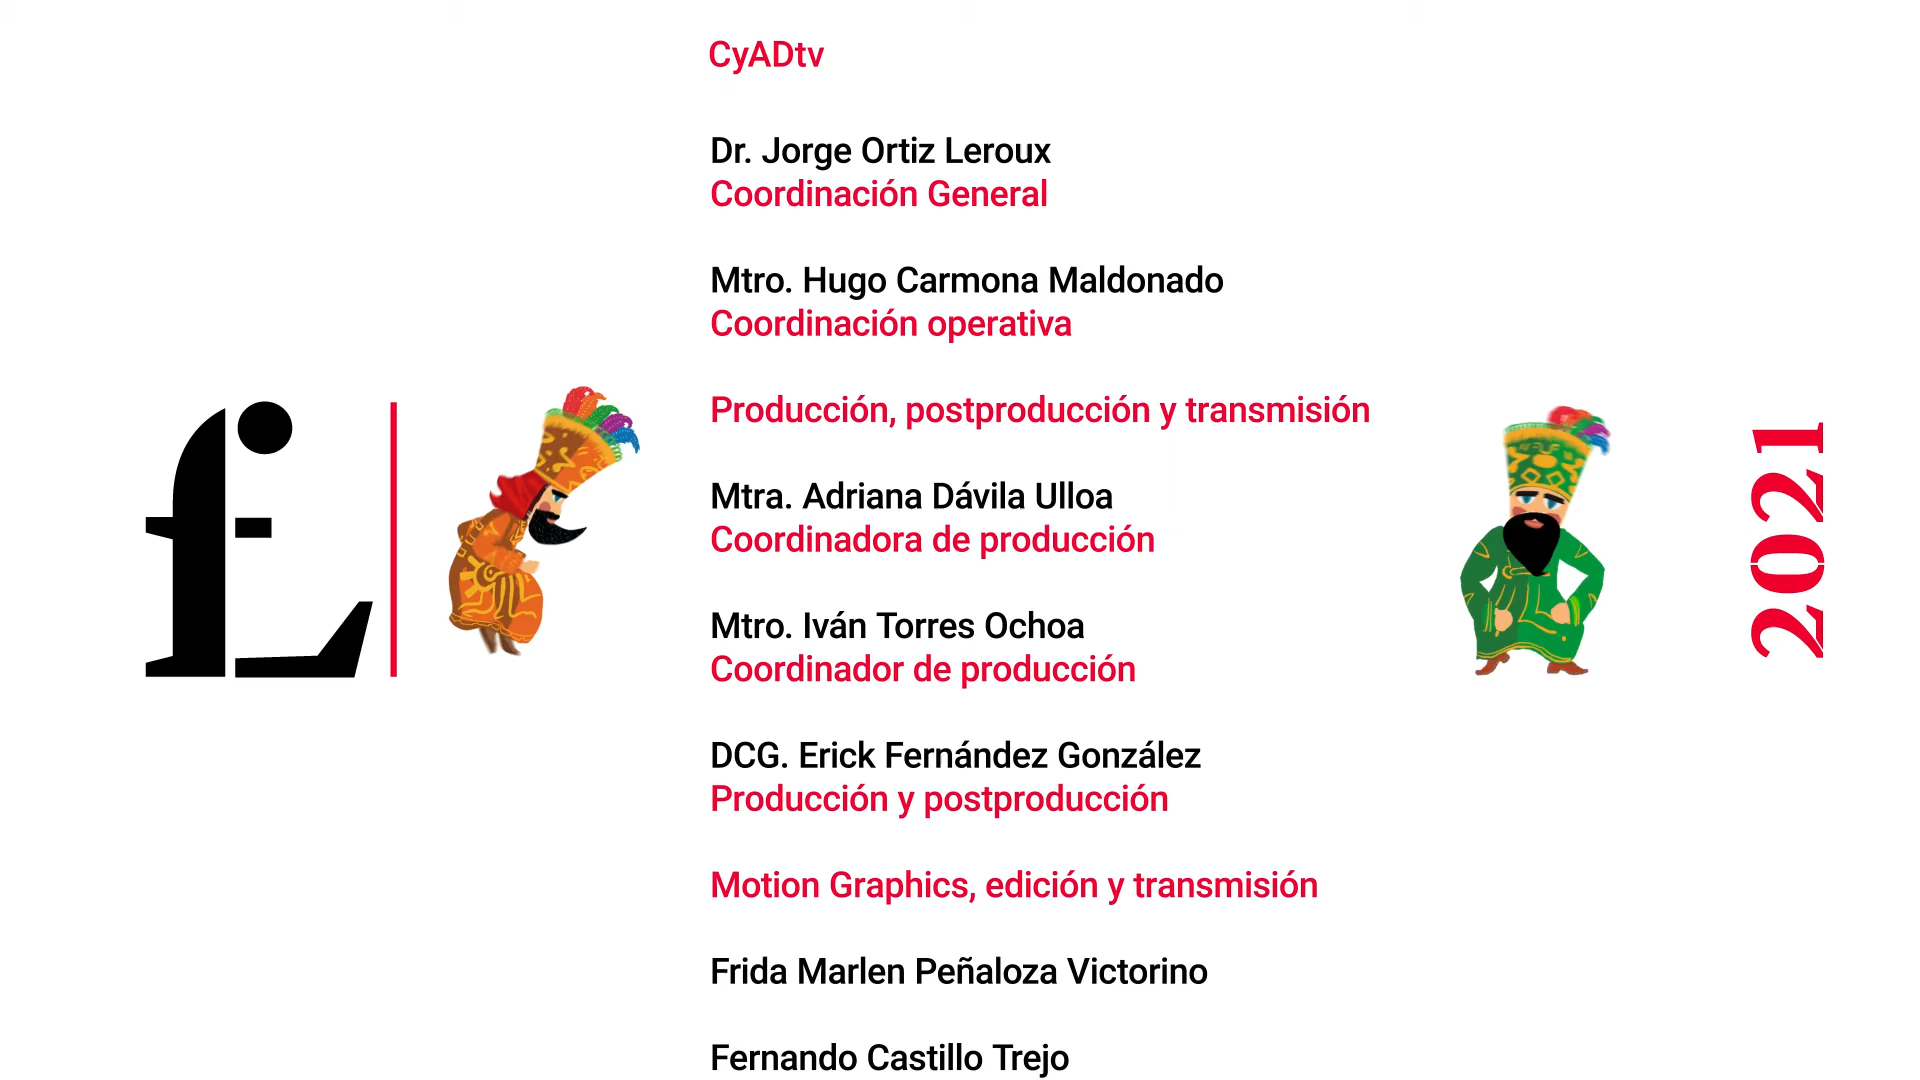 CyADtv
Dr. Jorge Ortiz Leroux
Coordinación General
Mtro. Hugo Carmona Maldonado
Coordinación operativa
Producción, postproducción y transmisión
Mtra. Adriana Dávila Ulloa
Coordinadora de producción
Mtro. Iván Torres Ochoa
Coordinador de producción
DCG. Erick Fernández González
Producción y postproducción
Motion Graphics, edición y transmisión
Frida Marlen Peñaloza Victorino
Fernando Castillo Trejo
2021